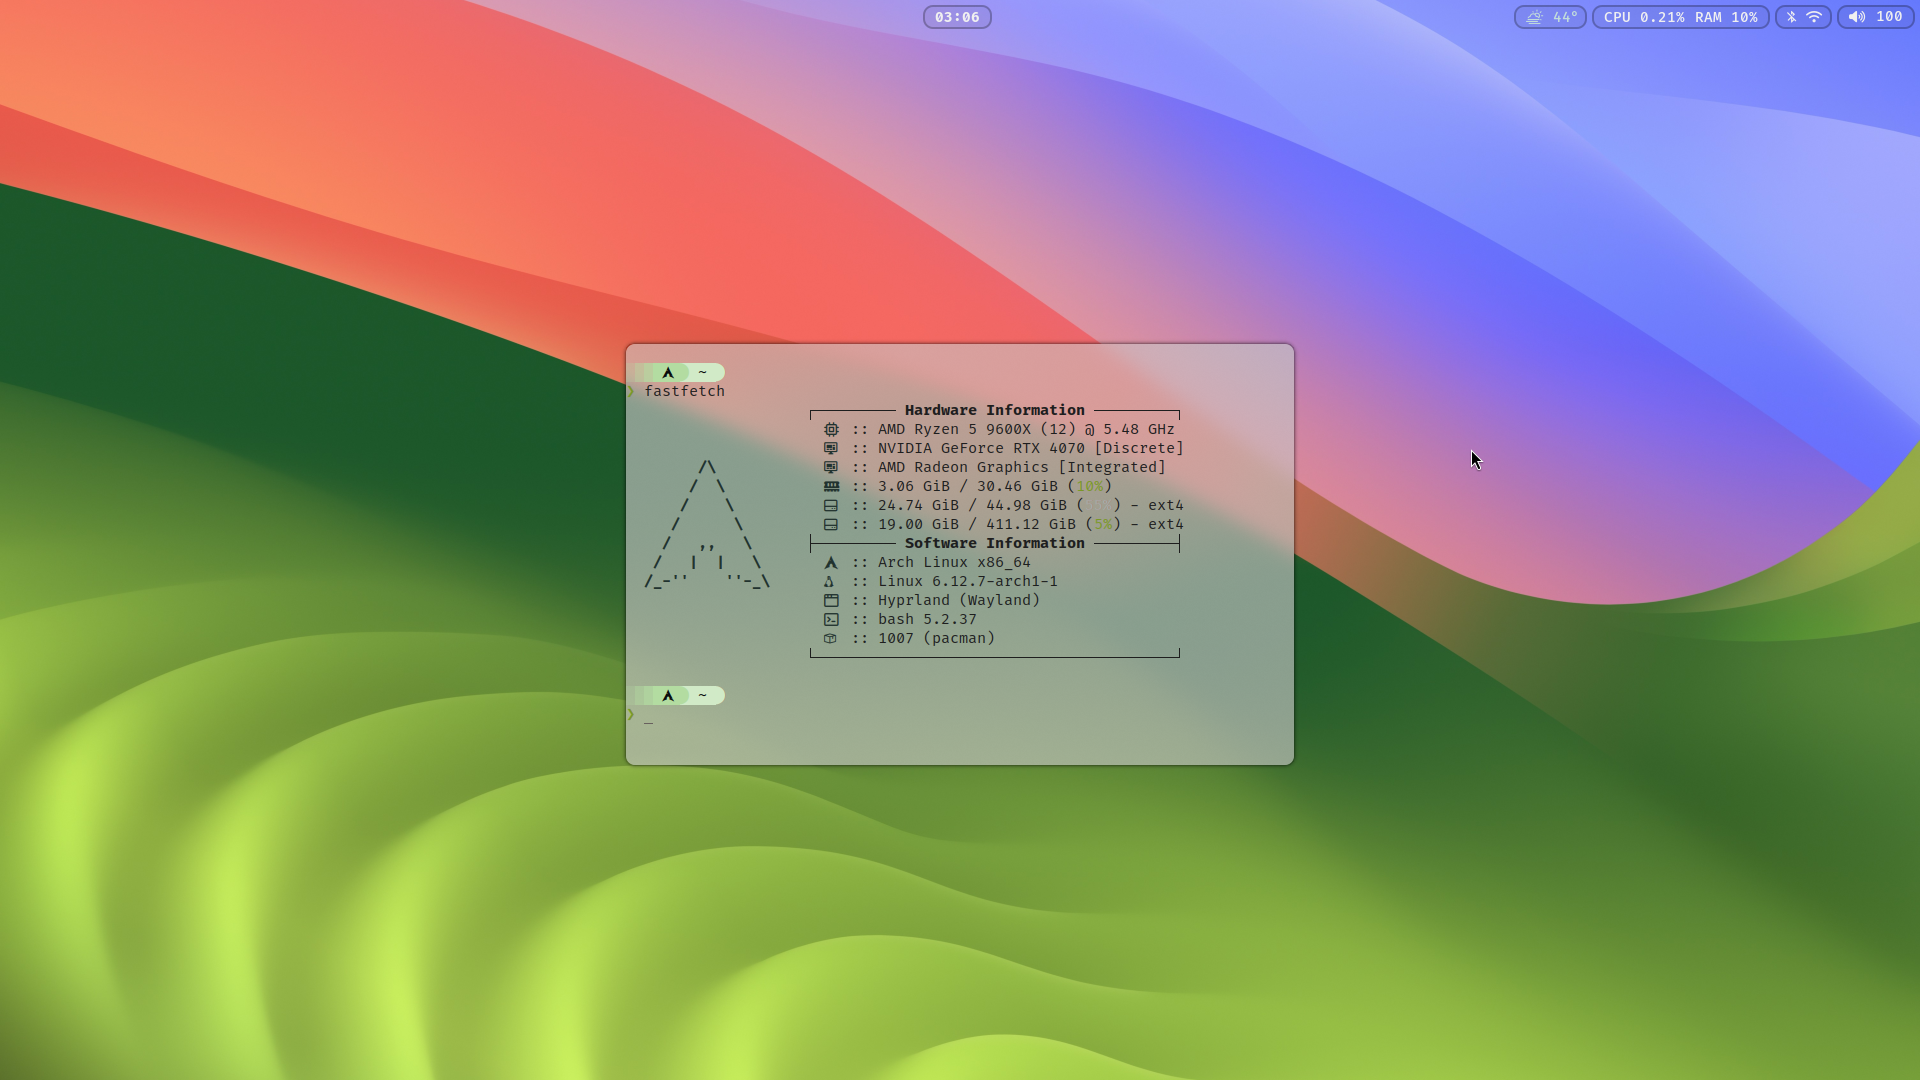 03:06
44°
CPU 0.21% RAM 10%
100
~
❯ fastfetch
Hardware Information
:: AMD Ryzen 5 9600X (12) @ 5.48 GHz
:: NVIDIA GeForce RTX 4070 [Discrete]
:: AMD Radeon Graphics [Integrated]
:: 3.06 GiB / 30.46 GiB (10%)
:: 24.74 GiB / 44.98 GiB ( ) - ext4
:: 19.00 GiB / 411.12 GiB (5%) - ext4
Software Information
:: Arch Linux x86_64
:: Linux 6.12.7-arch1-1
:: Hyprland (Wayland)
:: bash 5.2.37
:: 1007 (pacman)
~
❯ _